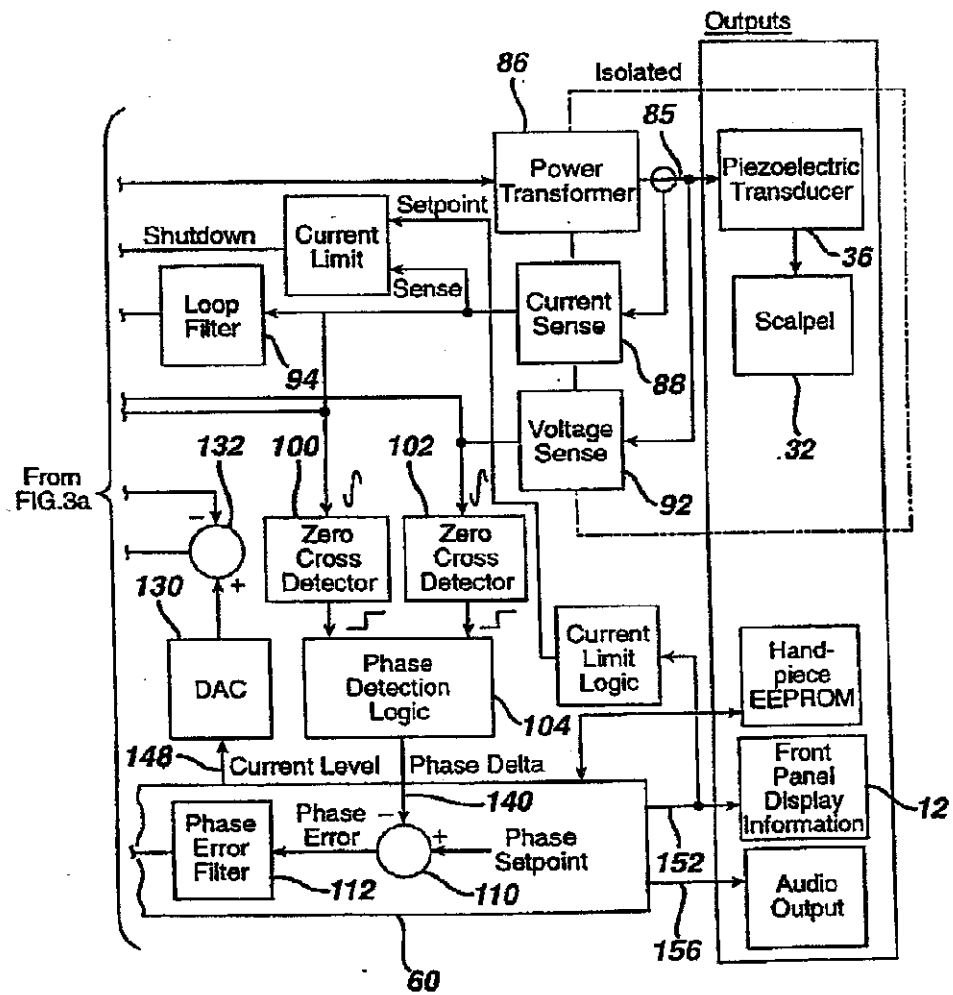 Outputs
86
Isolated
85
Power
Transformer
Piezoelectric
Transducer
36
Setpoint
Shutdown
Current
Limit
Sense
Loop
Filter
94
Current
Sense
88
Scalpel
.32
132
100
102
Voltage
Sense
92
From
FIG.3a
-
+
Zero
Cross
Detector
Zero
Cross
Detector
130
DAC
Phase
Detection
Logic
104
Current
Limit
Logic
Hand-
piece
EEPROM
148
Current Level
Phase Delta
140
Front
Panel
Display
Information
12
Phase
Error
Filter
112
Phase
Error
-
+
110
Phase
Setpoint
152
Audio
Output
156
60